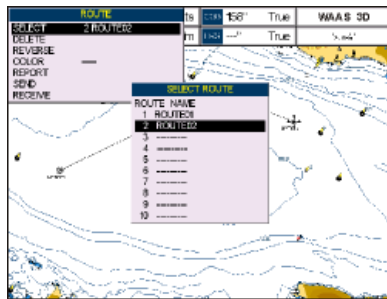 ROUTE
SELECT 2 ROUTE02
DELETE
REVERSE
COLOR
REPORT
SEND
RECEIVE
158° True WAAS 3D
---° True
SELECT ROUTE
ROUTE NAME
1 ROUTE01
2 ROUTE02
3 --------
4 --------
5 --------
6 --------
7 --------
8 --------
9 --------
10 --------